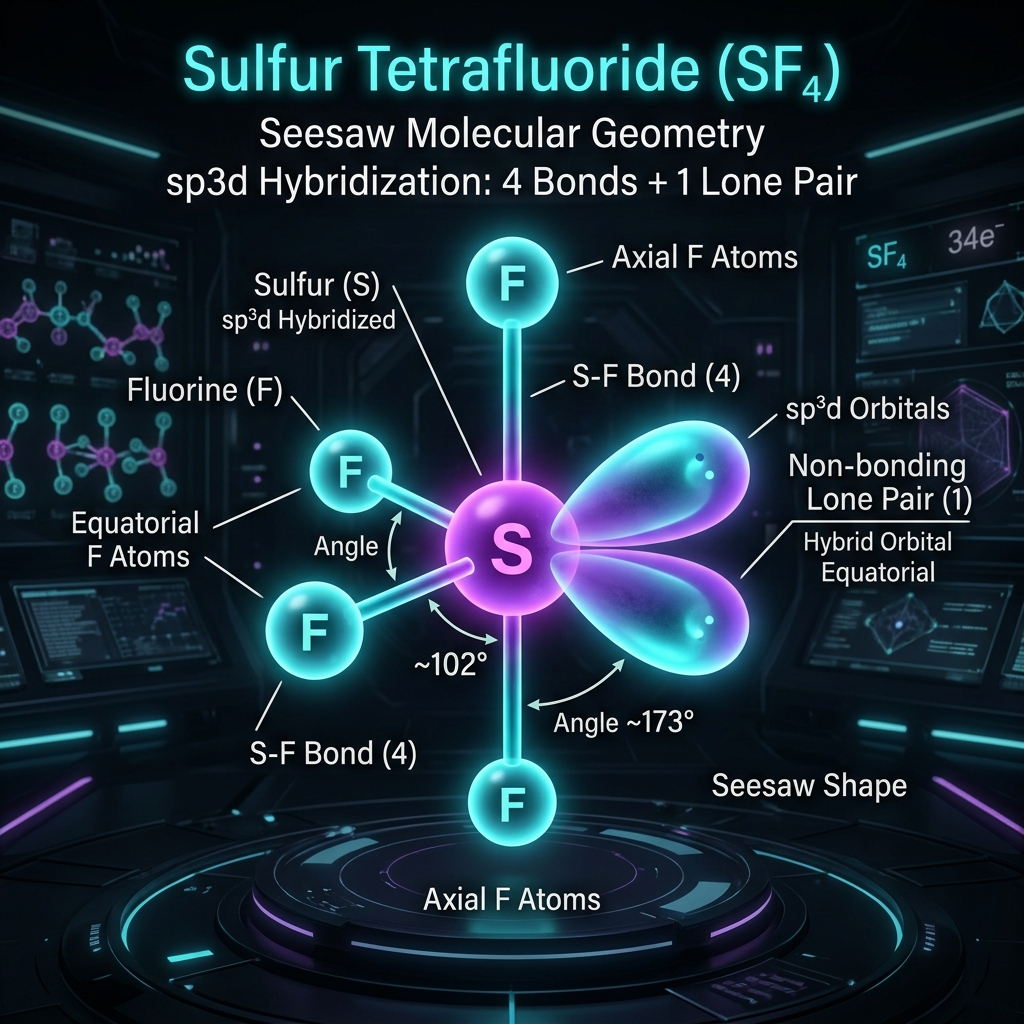 Sulfur Tetrafluoride (SF₄)
Seesaw Molecular Geometry
sp3d Hybridization: 4 Bonds + 1 Lone Pair
SF₄
34e⁻
F
Axial F Atoms
Sulfur (S)
sp³d Hybridized
S-F Bond (4)
Fluorine (F)
sp³d Orbitals
F
Non-bonding
Lone Pair (1)
Equatorial
F Atoms
Angle
S
Hybrid Orbital
Equatorial
F
~102°
Angle ~173°
S-F Bond (4)
Seesaw Shape
F
Axial F Atoms